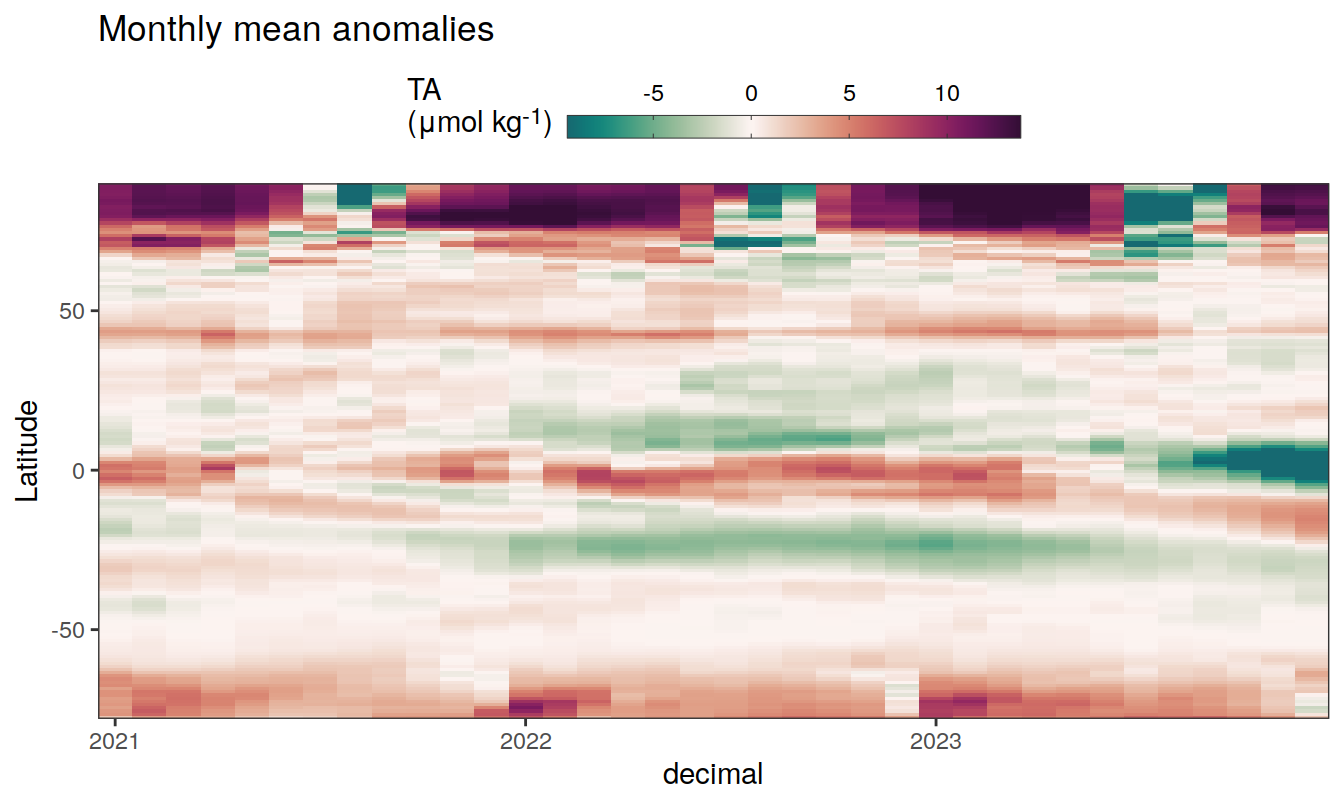 Monthly mean anomalies
TA
(µmol kg⁻¹)
-5 0 5 10
Latitude
50
0
-50
2021 2022 2023
decimal